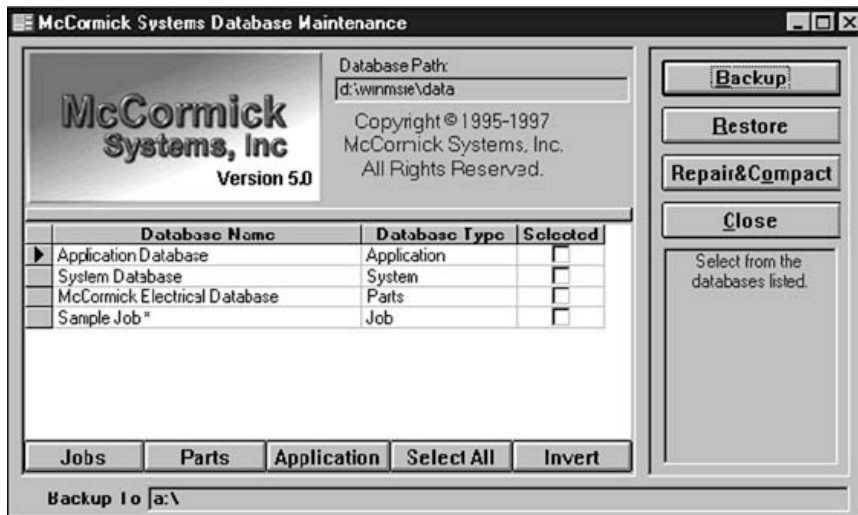 McCormick Systems Database Maintenance
McCormick
Systems, Inc
Version 5.0
Database Path:
d:\winmsie\data
Copyright © 1995-1997
McCormick Systems, Inc.
All Rights Reserved.
Database Name Database Type Selected
Application Database Application
System Database System
McCormick Electrical Database Parts
Sample Job* Job
Jobs Parts Application Select All Invert
Backup To a:\
Backup
Restore
Repair&Compact
Close
Select from the
databases listed.